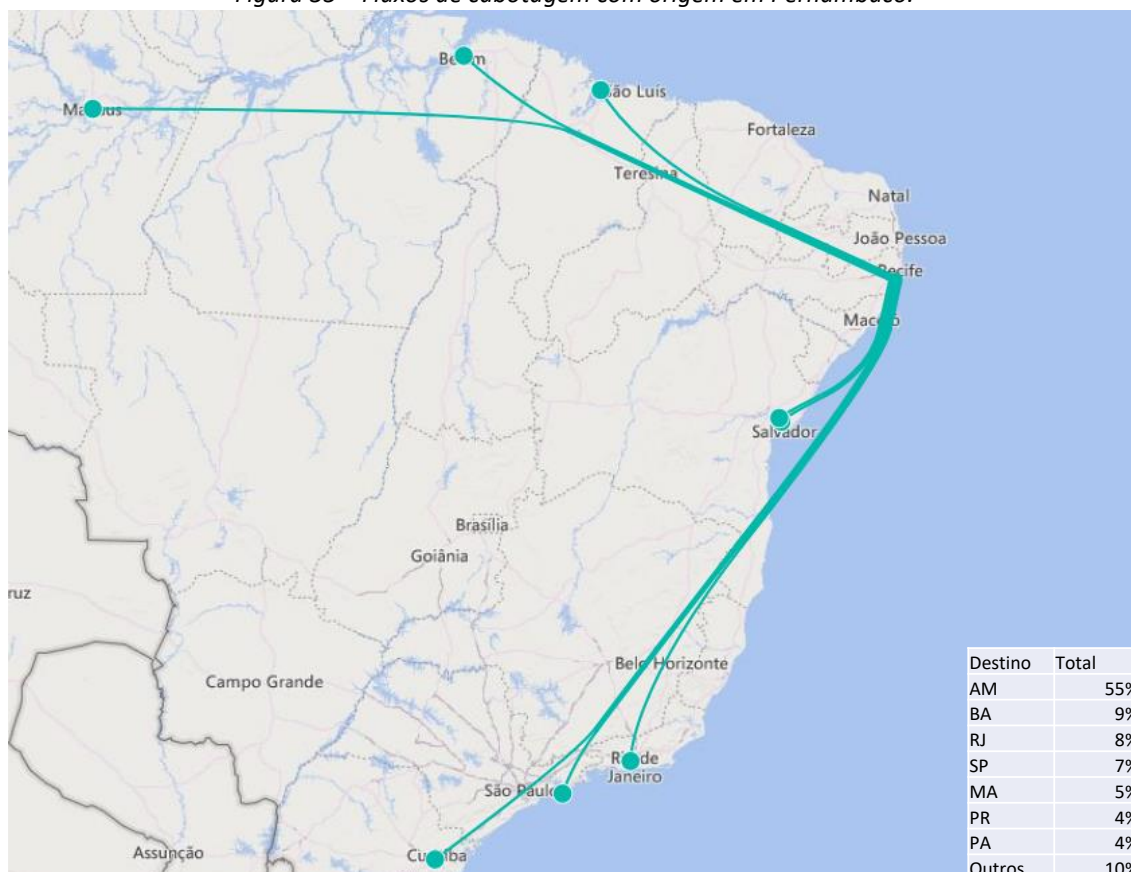 Figura 35 – Fluxos de cabotagem com origem em Pernambuco.
Belém
São Luís
Manaus
Fortaleza
Teresina
Natal
João Pessoa
Recife
Maceió
Salvador
Brasília
Goiânia
ruz
Belo Horizonte
Campo Grande
Rio de
Janeiro
São Paulo
Assunção
Curitiba
Destino Total
AM 55%
BA 9%
RJ 8%
SP 7%
MA 5%
PR 4%
PA 4%
Outros 10%